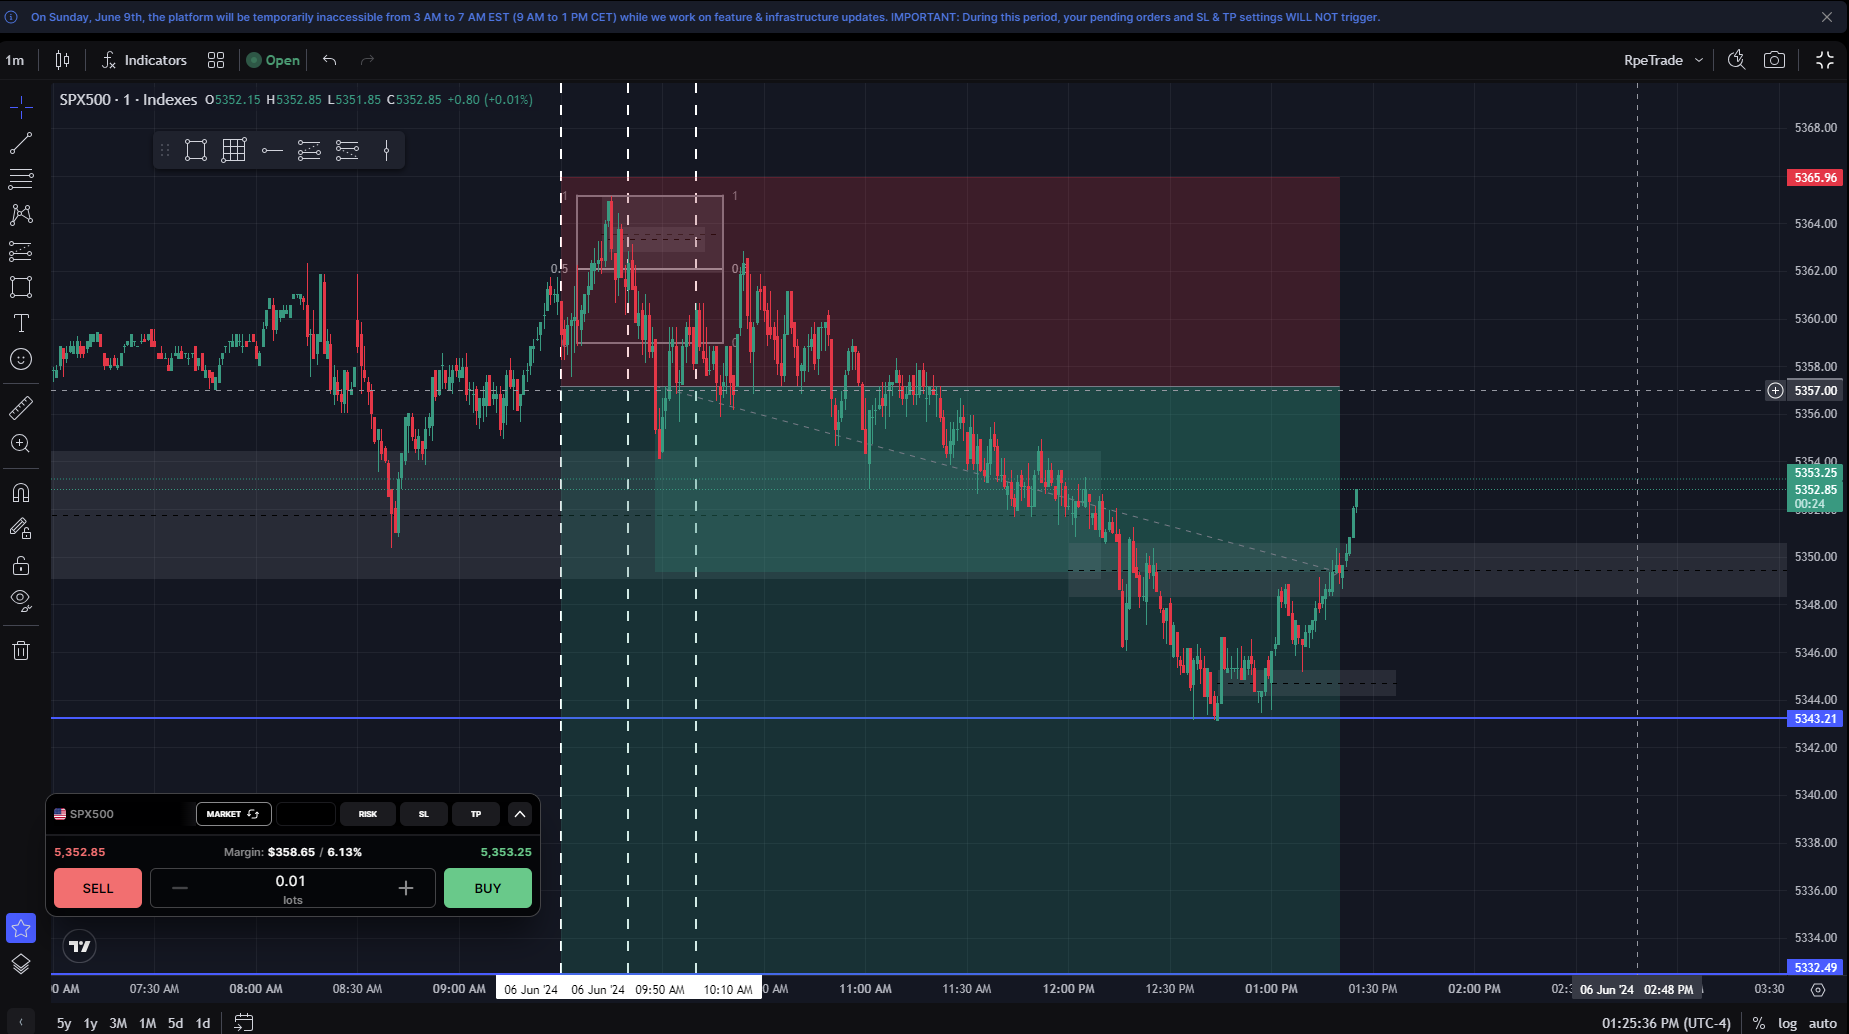 On Sunday, June 9th, the platform will be temporarily inaccessible from 3 AM to 7 AM EST (9 AM to 1 PM CET) while we work on feature & infrastructure updates. IMPORTANT: During this period, your pending orders and SL & TP settings WILL NOT trigger.
1m Indicators Open RpeTrade
SPX500 · 1 · Indexes O5352.15 H5352.85 L5351.85 C5352.85 +0.80 (+0.01%)
5368.00
5365.96
1 1
5364.00
0.5
5362.00
5360.00
5358.00
5357.00
5356.00
5354.00
5353.25
5352.85
00:24
5350.00
5348.00
5346.00
5344.00
5343.21
5342.00
5340.00
5338.00
5336.00
5334.00
5332.49
SPX500 MARKET RISK SL TP
5,352.85 Margin: $358.65 / 6.13% 5,353.25
SELL 0.01 BUY
lots
0 AM 07:30 AM 08:00 AM 08:30 AM 09:00 AM 06 Jun '24 06 Jun '24 09:50 AM 10:10 AM 0 AM 11:00 AM 11:30 AM 12:00 PM 12:30 PM 01:00 PM 01:30 PM 02:00 PM 02:3 06 Jun '24 02:48 PM 03:30
5y 1y 3M 1M 5d 1d 01:25:36 PM (UTC-4) % log auto